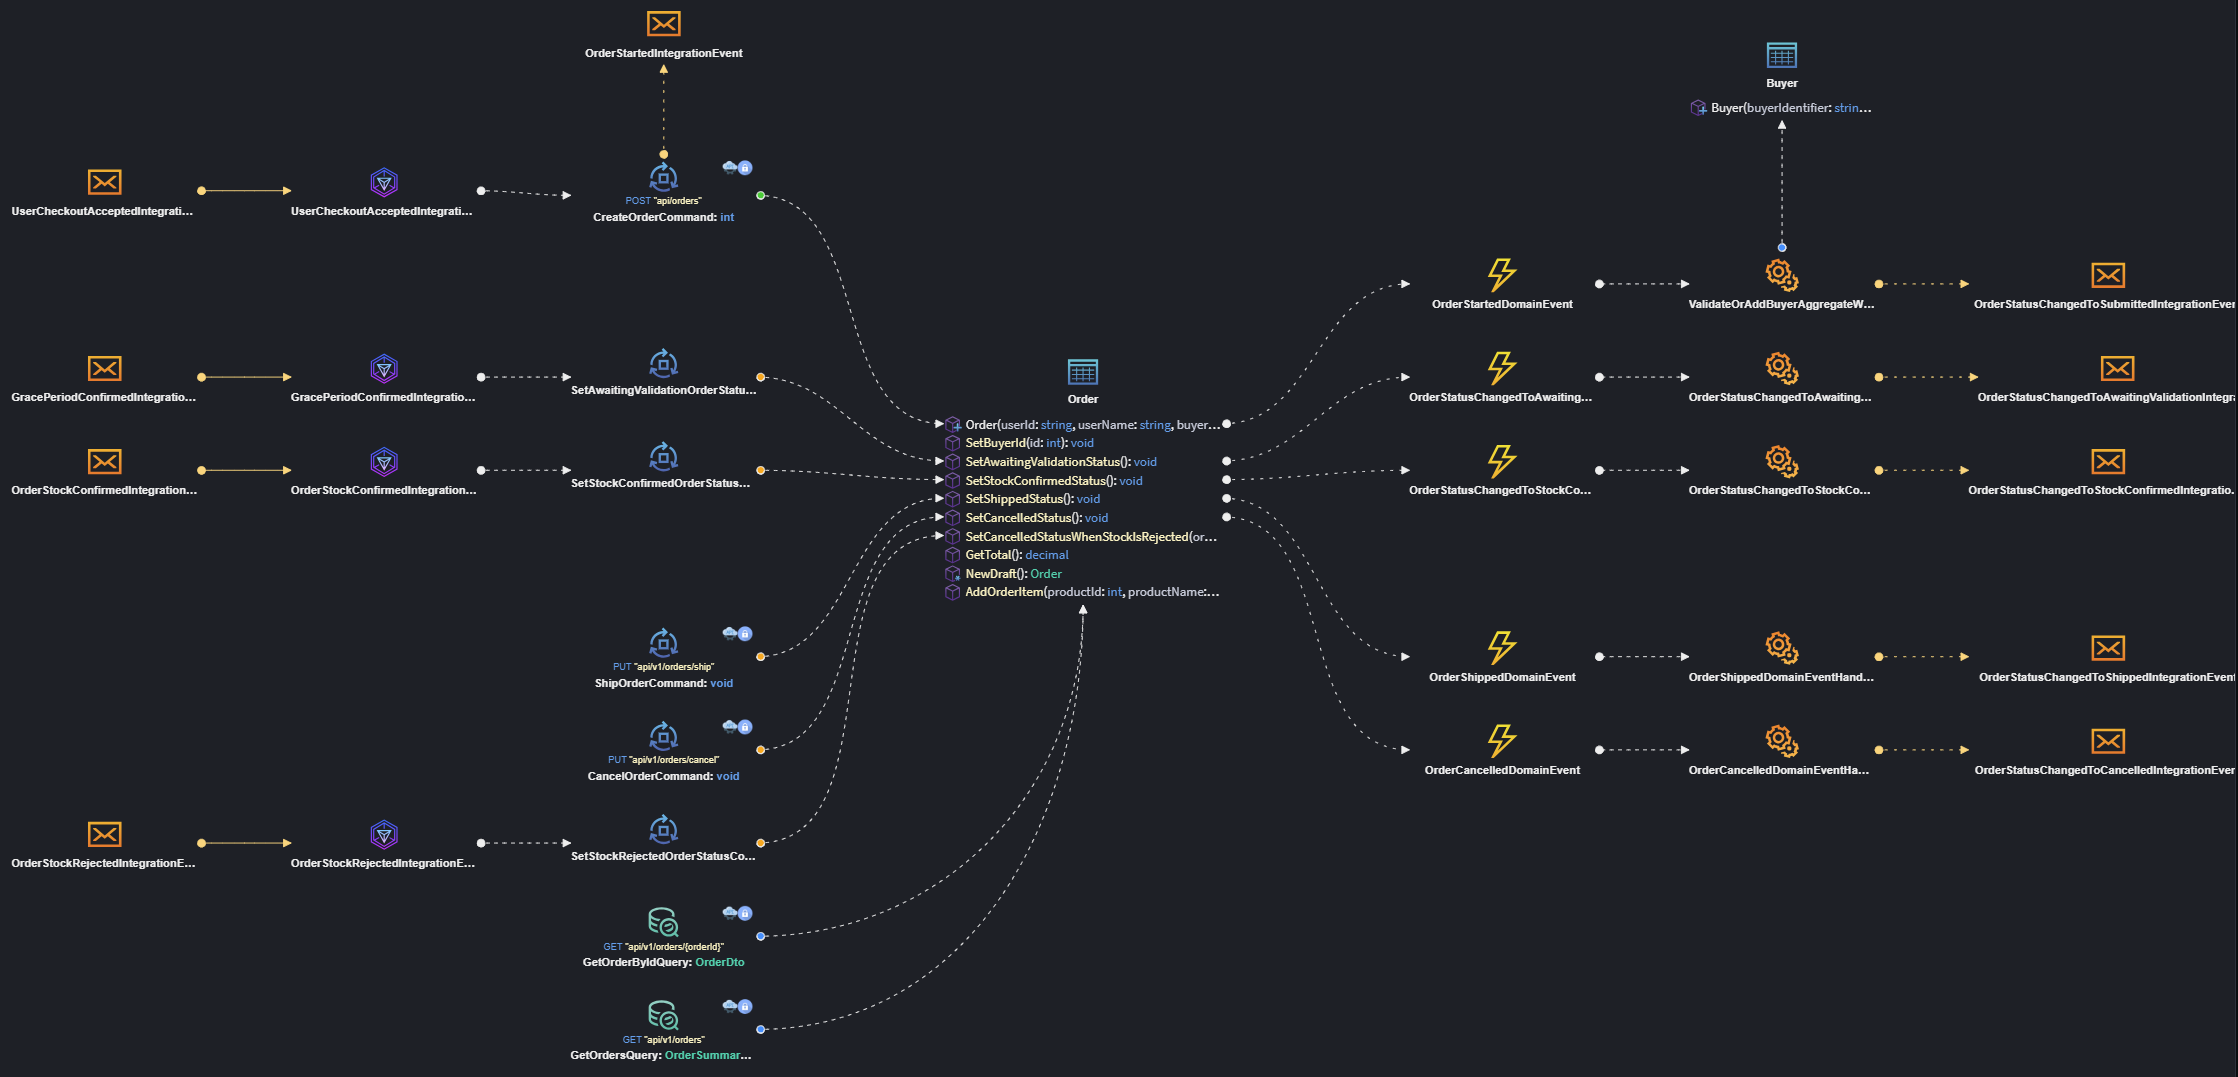 OrderStartedIntegrationEvent
Buyer
Buyer(buyerIdentifier: strin...
UserCheckoutAcceptedIntegrati...
UserCheckoutAcceptedIntegrati...
POST "api/orders"
CreateOrderCommand: int
OrderStartedDomainEvent
ValidateOrAddBuyerAggregateW...
OrderStatusChangedToSubmittedIntegrationEver
GracePeriodConfirmedIntegratio...
GracePeriodConfirmedIntegratio...
SetAwaitingValidationOrderStatu...
Order
OrderStatusChangedToAwaiting...
OrderStatusChangedToAwaiting...
OrderStatusChangedToAwaitingValidationIntegra
Order(userId: string, userName: string, buyer...
SetBuyerId(id: int): void
SetAwaitingValidationStatus(): void
SetStockConfirmedStatus(): void
SetShippedStatus(): void
SetCancelledStatus(): void
SetCancelledStatusWhenStockIsRejected(or...
GetTotal(): decimal
NewDraft(): Order
AddOrderItem(productId: int, productName:...
OrderStockConfirmedIntegration...
OrderStockConfirmedIntegration...
SetStockConfirmedOrderStatus...
OrderStatusChangedToStockCo...
OrderStatusChangedToStockCo...
OrderStatusChangedToStockConfirmedIntegratio.
PUT "api/v1/orders/ship"
ShipOrderCommand: void
OrderShippedDomainEvent
OrderShippedDomainEventHand...
OrderStatusChangedToShippedIntegrationEvent
PUT "api/v1/orders/cancel"
CancelOrderCommand: void
OrderCancelledDomainEvent
OrderCancelledDomainEventHa...
OrderStatusChangedToCancelledIntegrationEver
OrderStockRejectedIntegrationE...
OrderStockRejectedIntegrationE...
SetStockRejectedOrderStatusCo...
GET "api/v1/orders/{orderId}"
GetOrderByIdQuery: OrderDto
GET "api/v1/orders"
GetOrdersQuery: OrderSummar...